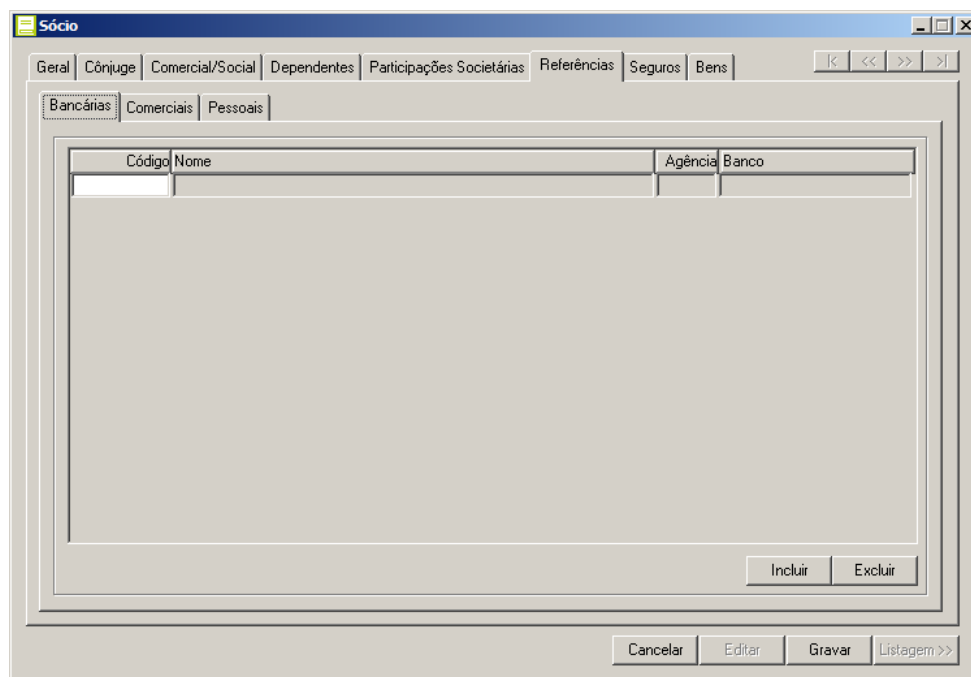 Sócio
Geral Cônjuge Comercial/Social Dependentes Participações Societárias Referências Seguros Bens |< << >> >|
Bancárias Comerciais Pessoais
Código Nome Agência Banco
Incluir Excluir
Cancelar Editar Gravar Listagem >>